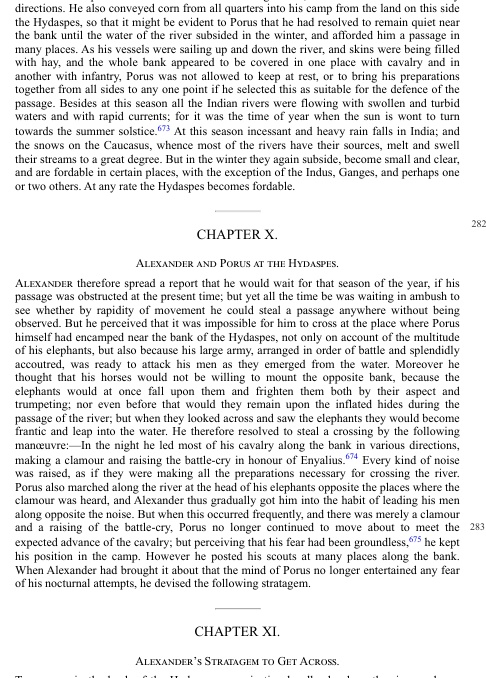 directions. He also conveyed corn from all quarters into his camp from the land on this side
the Hydaspes, so that it might be evident to Porus that he had resolved to remain quiet near
the bank until the water of the river subsided in the winter, and afforded him a passage in
many places. As his vessels were sailing up and down the river, and skins were being filled
with hay, and the whole bank appeared to be covered in one place with cavalry and in
another with infantry, Porus was not allowed to keep at rest, or to bring his preparations
together from all sides to any one point if he selected this as suitable for the defence of the
passage. Besides at this season all the Indian rivers were flowing with swollen and turbid
waters and with rapid currents; for it was the time of year when the sun is wont to turn
towards the summer solstice.673 At this season incessant and heavy rain falls in India; and
the snows on the Caucasus, whence most of the rivers have their sources, melt and swell
their streams to a great degree. But in the winter they again subside, become small and clear,
and are fordable in certain places, with the exception of the Indus, Ganges, and perhaps one
or two others. At any rate the Hydaspes becomes fordable.
282
CHAPTER X.
Alexander and Porus at the Hydaspes.
Alexander therefore spread a report that he would wait for that season of the year, if his
passage was obstructed at the present time; but yet all the time be was waiting in ambush to
see whether by rapidity of movement he could steal a passage anywhere without being
observed. But he perceived that it was impossible for him to cross at the place where Porus
himself had encamped near the bank of the Hydaspes, not only on account of the multitude
of his elephants, but also because his large army, arranged in order of battle and splendidly
accoutred, was ready to attack his men as they emerged from the water. Moreover he
thought that his horses would not be willing to mount the opposite bank, because the
elephants would at once fall upon them and frighten them both by their aspect and
trumpeting; nor even before that would they remain upon the inflated hides during the
passage of the river; but when they looked across and saw the elephants they would become
frantic and leap into the water. He therefore resolved to steal a crossing by the following
manœuvre:—In the night he led most of his cavalry along the bank in various directions,
making a clamour and raising the battle-cry in honour of Enyalius.674 Every kind of noise
was raised, as if they were making all the preparations necessary for crossing the river.
Porus also marched along the river at the head of his elephants opposite the places where the
clamour was heard, and Alexander thus gradually got him into the habit of leading his men
along opposite the noise. But when this occurred frequently, and there was merely a clamour
and a raising of the battle-cry, Porus no longer continued to move about to meet the 283
expected advance of the cavalry; but perceiving that his fear had been groundless,675 he kept
his position in the camp. However he posted his scouts at many places along the bank.
When Alexander had brought it about that the mind of Porus no longer entertained any fear
of his nocturnal attempts, he devised the following stratagem.
CHAPTER XI.
Alexander's Stratagem to Get Across.